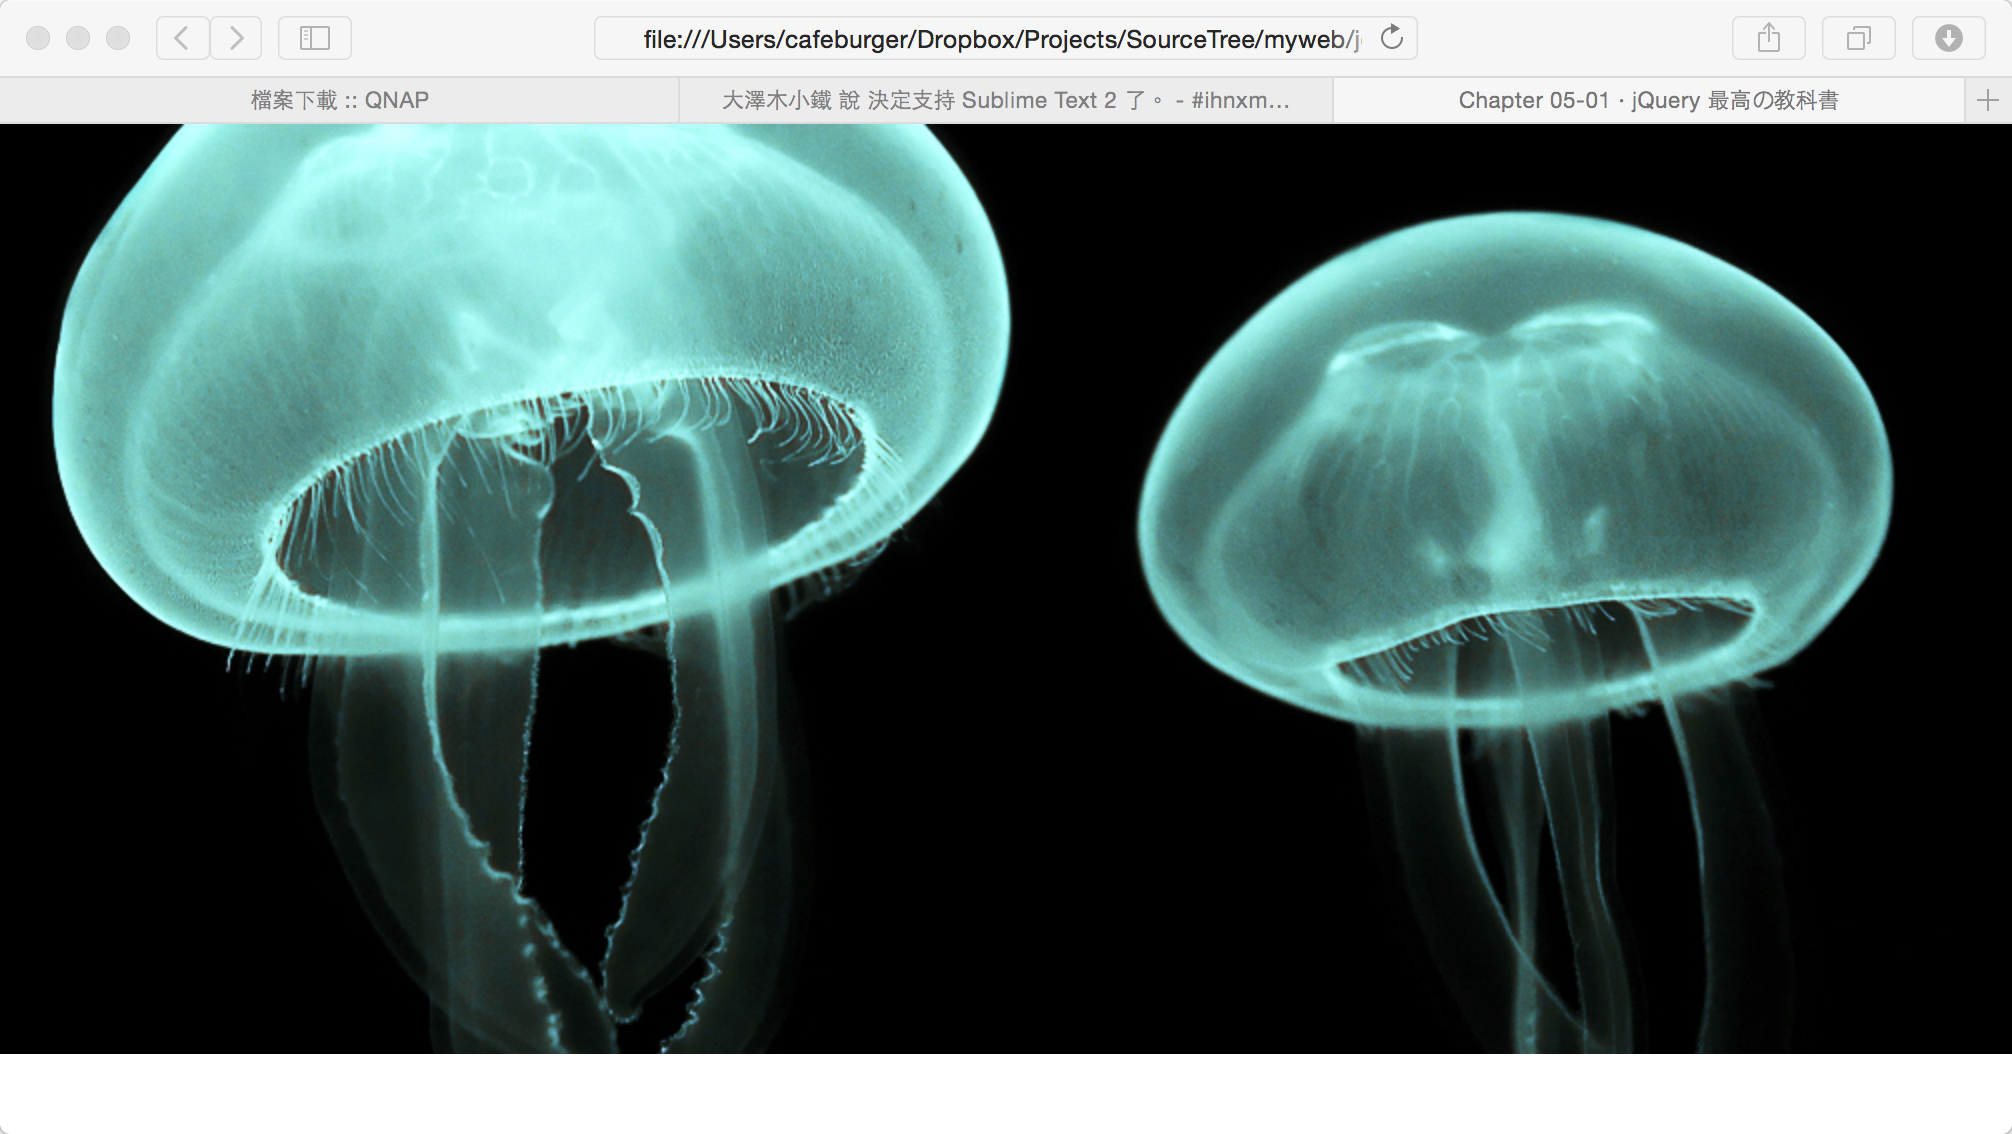 file:///Users/cafeburger/Dropbox/Projects/SourceTree/myweb/j
檔案下載 :: QNAP
大澤木小鐵 說 決定支持 Sublime Text 2 了。 - #ihnxm...
Chapter 05-01 · jQuery 最高の教科書